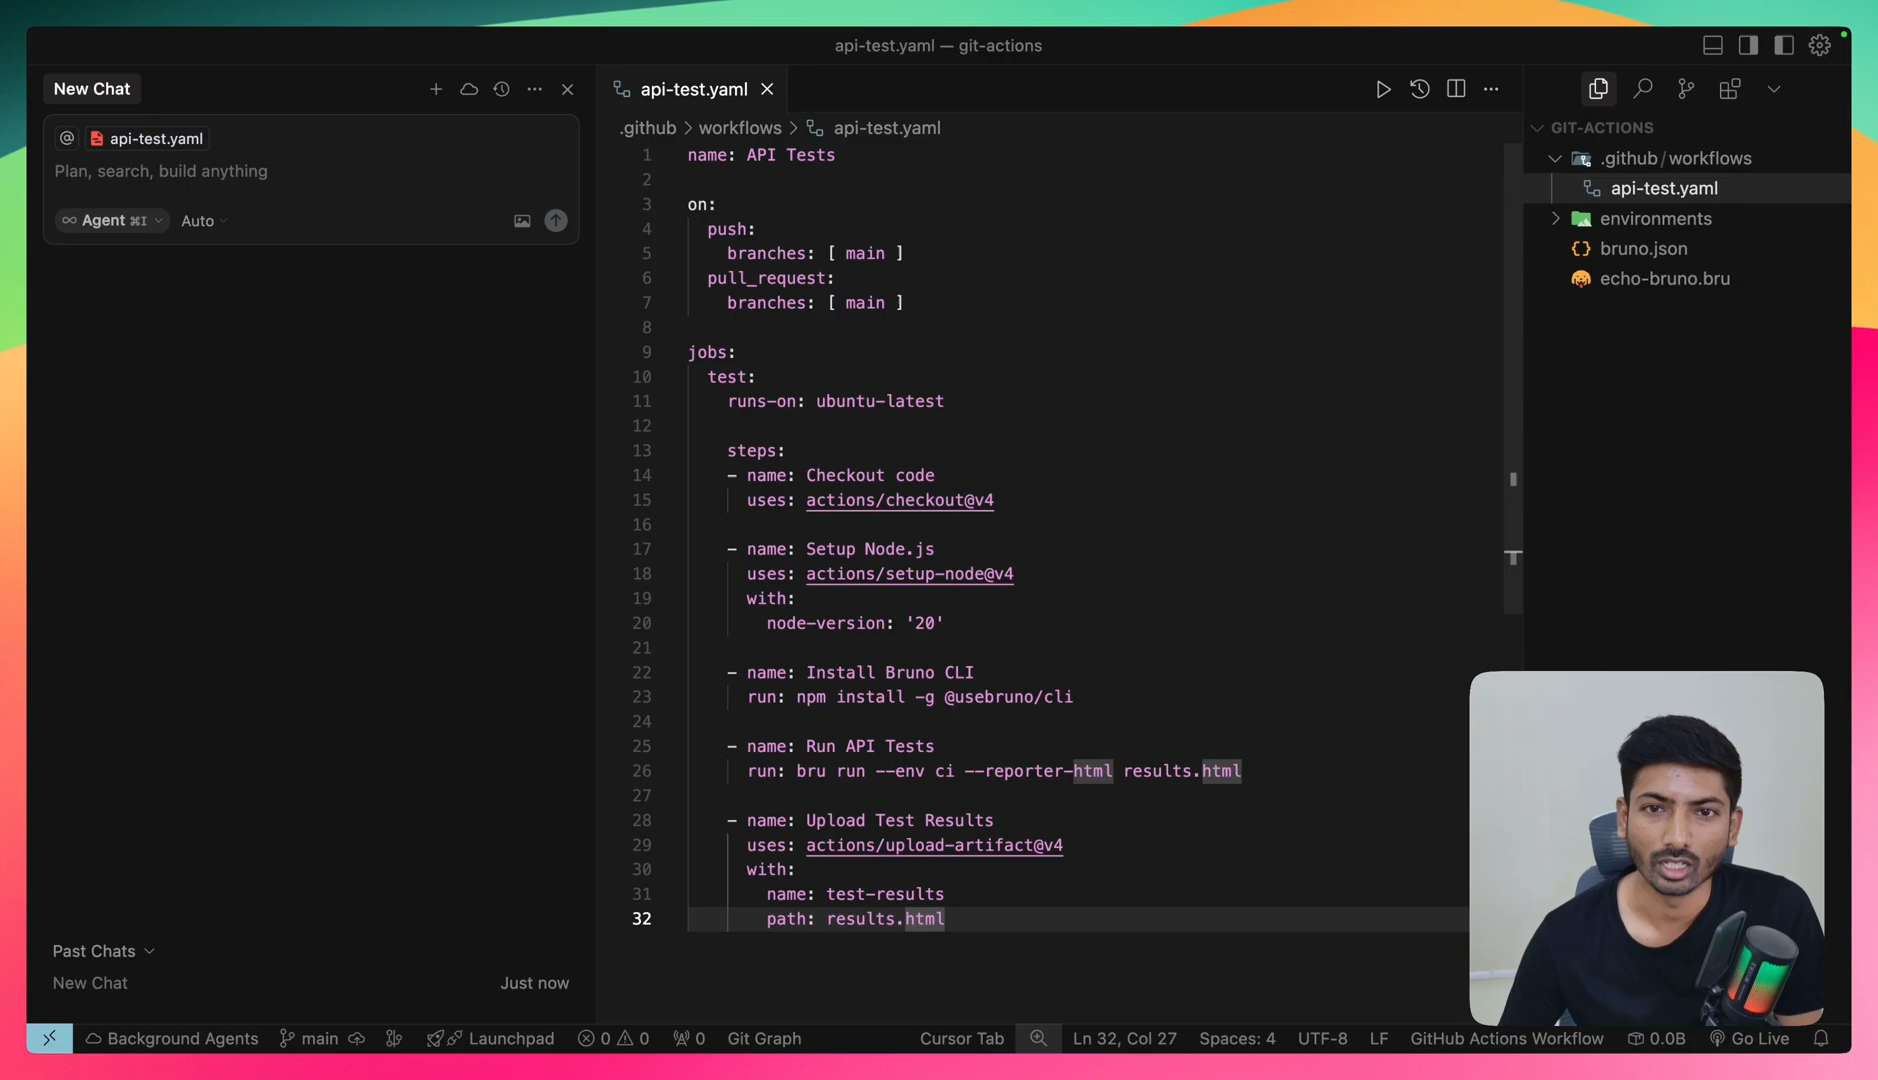 api-test.yaml — git-actions
New Chat
@ api-test.yaml
Plan, search, build anything
Agent ⌘I Auto
Past Chats
New Chat Just now
api-test.yaml
.github > workflows > api-test.yaml
1 name: API Tests
2
3 on:
4 push:
5 branches: [ main ]
6 pull_request:
7 branches: [ main ]
8
9 jobs:
10 test:
11 runs-on: ubuntu-latest
12
13 steps:
14 - name: Checkout code
15 uses: actions/checkout@v4
16
17 - name: Setup Node.js
18 uses: actions/setup-node@v4
19 with:
20 node-version: '20'
21
22 - name: Install Bruno CLI
23 run: npm install -g @usebruno/cli
24
25 - name: Run API Tests
26 run: bru run --env ci --reporter-html results.html
27
28 - name: Upload Test Results
29 uses: actions/upload-artifact@v4
30 with:
31 name: test-results
32 path: results.html
GIT-ACTIONS
.github/workflows
api-test.yaml
environments
{} bruno.json
echo-bruno.bru
Background Agents main Launchpad 0 0 0 Git Graph Cursor Tab Ln 32, Col 27 Spaces: 4 UTF-8 LF GitHub Actions Workflow 0.0B Go Live